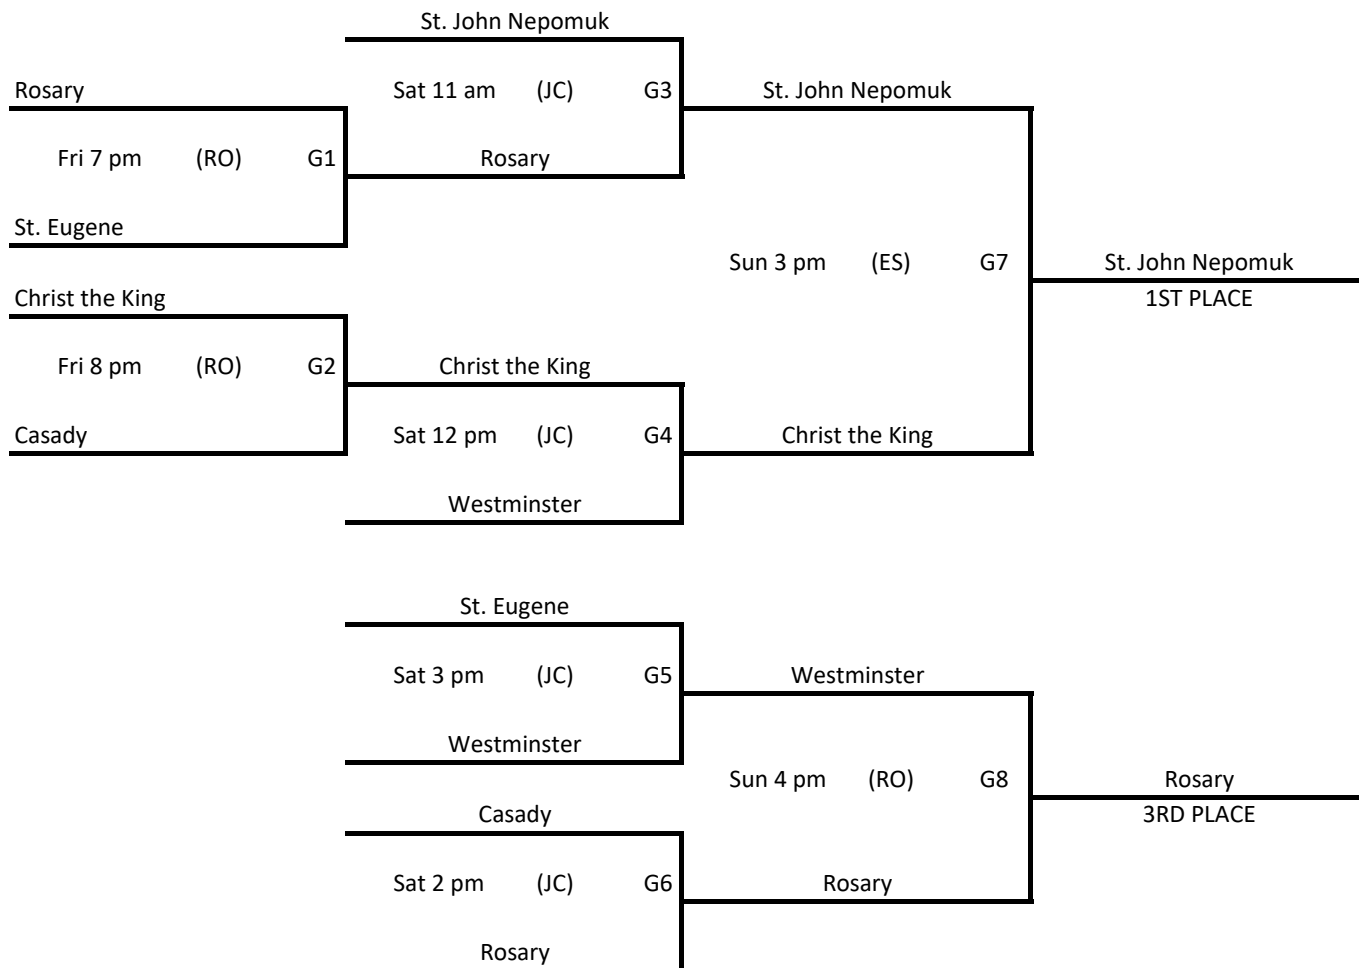 St. John Nepomuk
Rosary
Sat 11 am (JC) G3
St. John Nepomuk
Fri 7 pm (RO) G1
Rosary
St. Eugene
Sun 3 pm (ES) G7
St. John Nepomuk
Christ the King
1ST PLACE
Fri 8 pm (RO) G2
Christ the King
Casady
Sat 12 pm (JC) G4
Christ the King
Westminster
St. Eugene
Sat 3 pm (JC) G5
Westminster
Westminster
Sun 4 pm (RO) G8
Rosary
Casady
3RD PLACE
Sat 2 pm (JC) G6
Rosary
Rosary